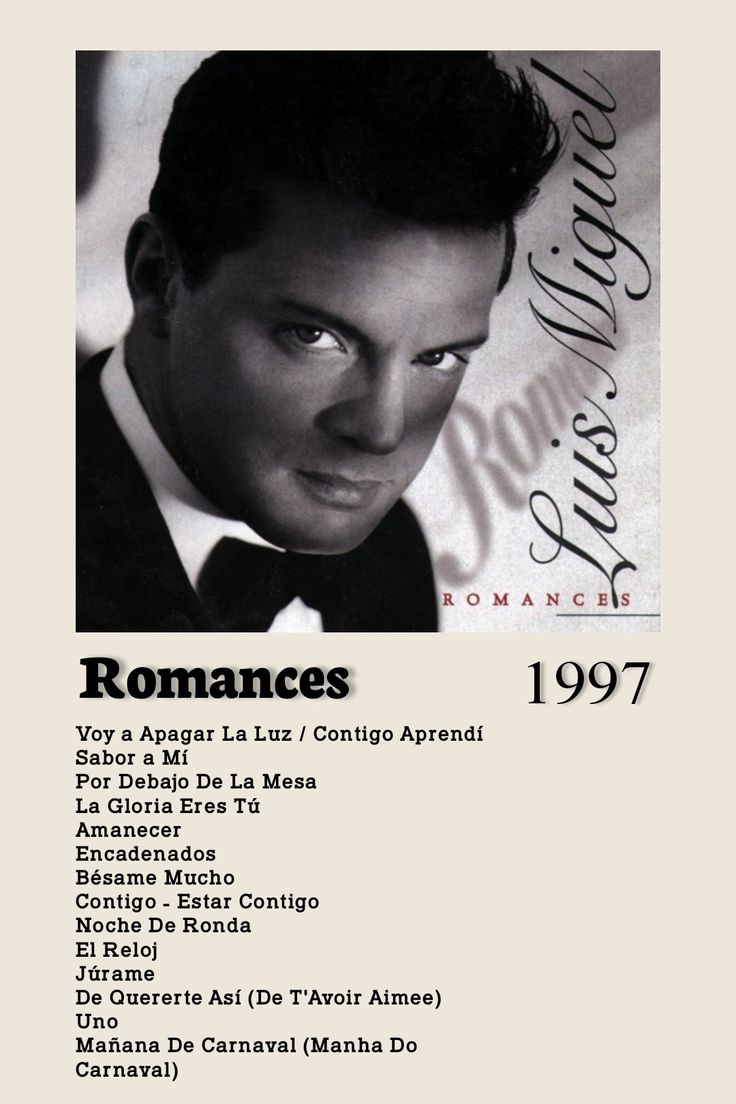 Luis Miguel
Rom
ROMANCES
Romances
1997
Voy a Apagar La Luz / Contigo Aprendí
Sabor a Mí
Por Debajo De La Mesa
La Gloria Eres Tú
Amanecer
Encadenados
Bésame Mucho
Contigo - Estar Contigo
Noche De Ronda
El Reloj
Júrame
De Quererte Así (De T'Avoir Aimee)
Uno
Mañana De Carnaval (Manha Do
Carnaval)